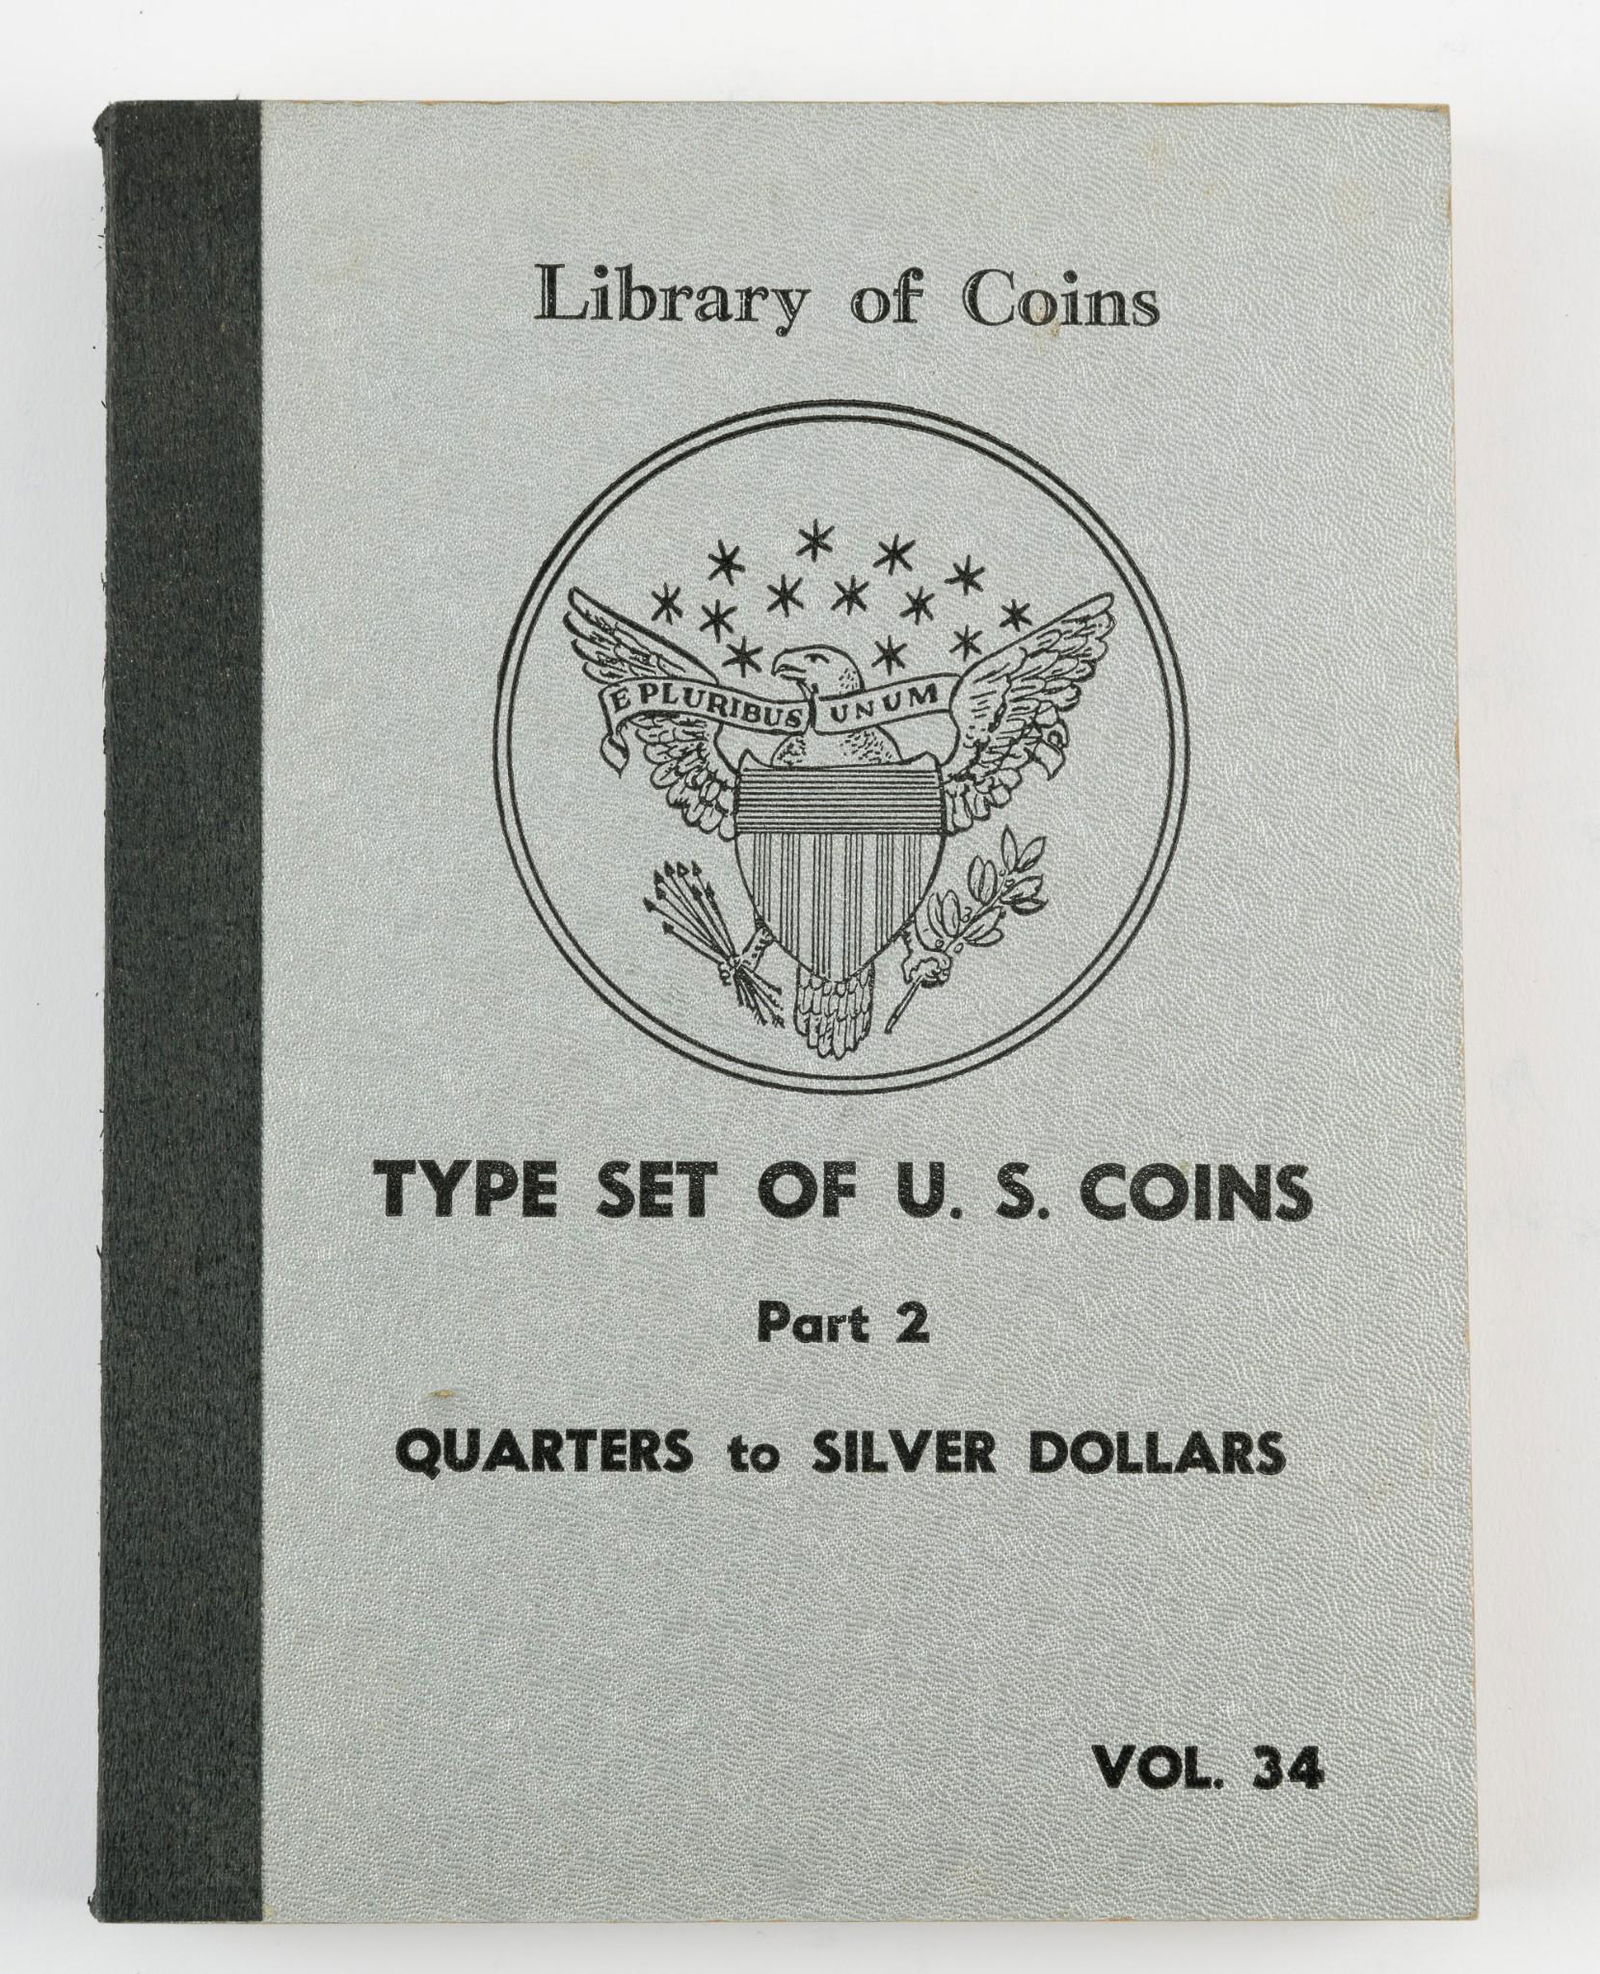 Library of Coins
E PLURIBUS UNUM
TYPE SET OF U. S. COINS
Part 2
QUARTERS to SILVER DOLLARS
VOL. 34